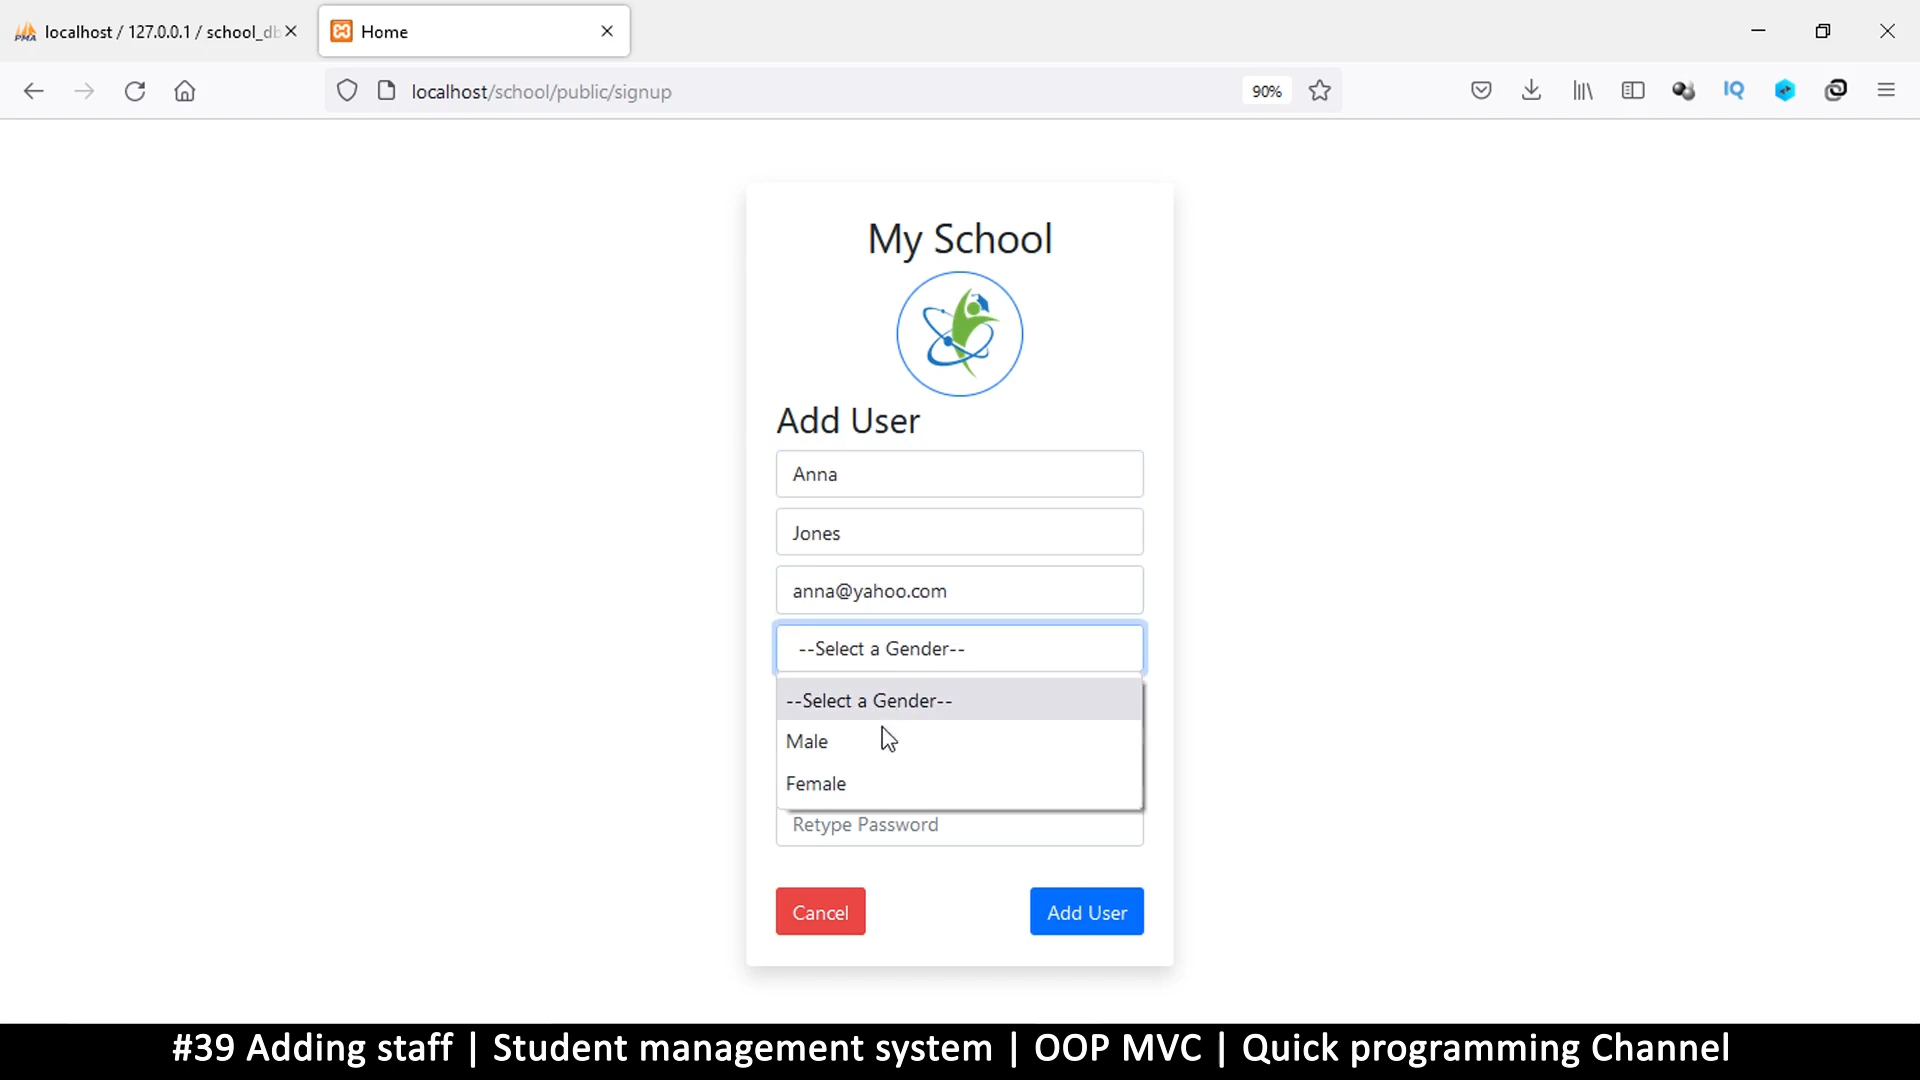 localhost / 127.0.0.1 / school_db
Home
localhost/school/public/signup
90%
IQ
My School
Add User
Anna
Jones
anna@yahoo.com
--Select a Gender--
--Select a Gender--
Male
Female
Retype Password
Cancel
Add User
#39 Adding staff | Student management system | OOP MVC | Quick programming Channel